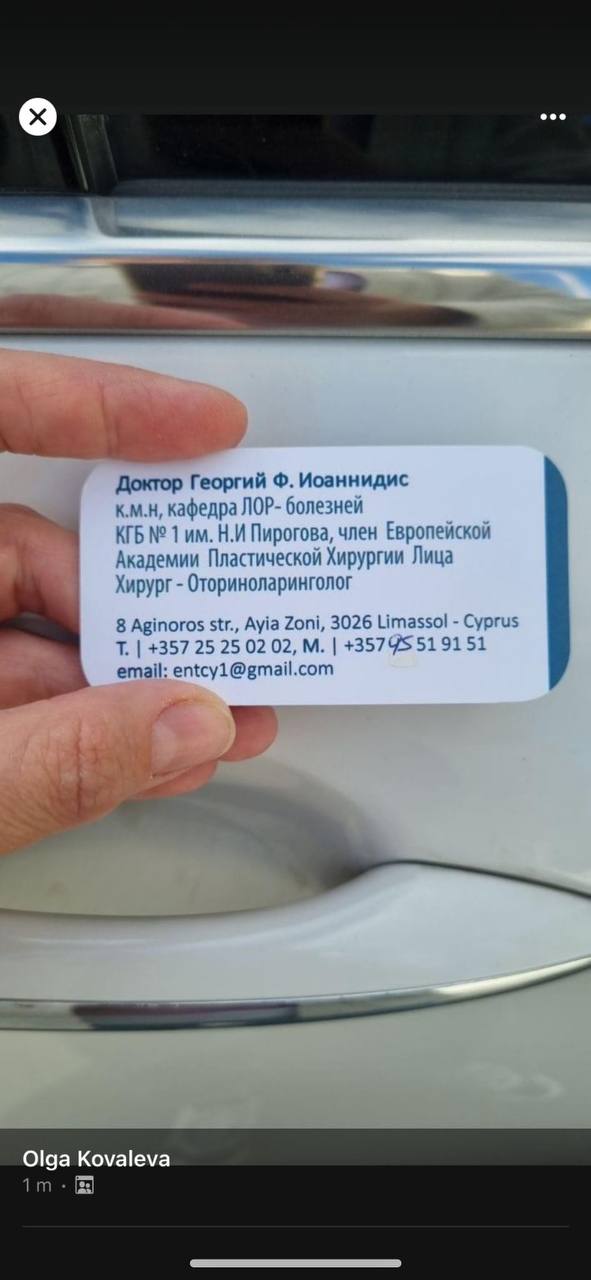 Доктор Георгий Ф. Иоаннидис
к.м.н, кафедра ЛОР- болезней
КГБ № 1 им. Н.И Пирогова, член Европейской
Академии Пластической Хирургии Лица
Хирург - Оториноларинголог
8 Aginoros str., Ayia Zoni, 3026 Limassol - Cyprus
T. | +357 25 25 02 02, M. | +357 95 51 91 51
email: entcy1@gmail.com
Olga Kovaleva
1 m ·